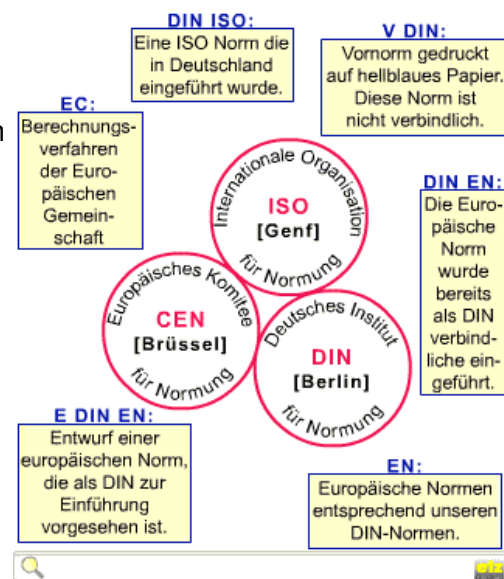 DIN ISO:
Eine ISO Norm die
in Deutschland
eingeführt wurde.
V DIN:
Vornorm gedruckt
auf hellblaues Papier.
Diese Norm ist
nicht verbindlich.
EC:
Berechnungs-
verfahren
der Euro-
päischen
Gemein-
schaft
n
Internationale Organisation
ISO
[Genf]
für Normung
DIN EN:
Die Euro-
päische
Norm
wurde
bereits
als DIN
verbind-
liche ein-
geführt.
Europäisches Komitee
CEN
[Brüssel]
für Normung
Deutsches Institut
DIN
[Berlin]
für Normung
E DIN EN:
Entwurf einer
europäischen Norm,
die als DIN zur
Einführung
vorgesehen ist.
EN:
Europäische Normen
entsprechend unseren
DIN-Normen.